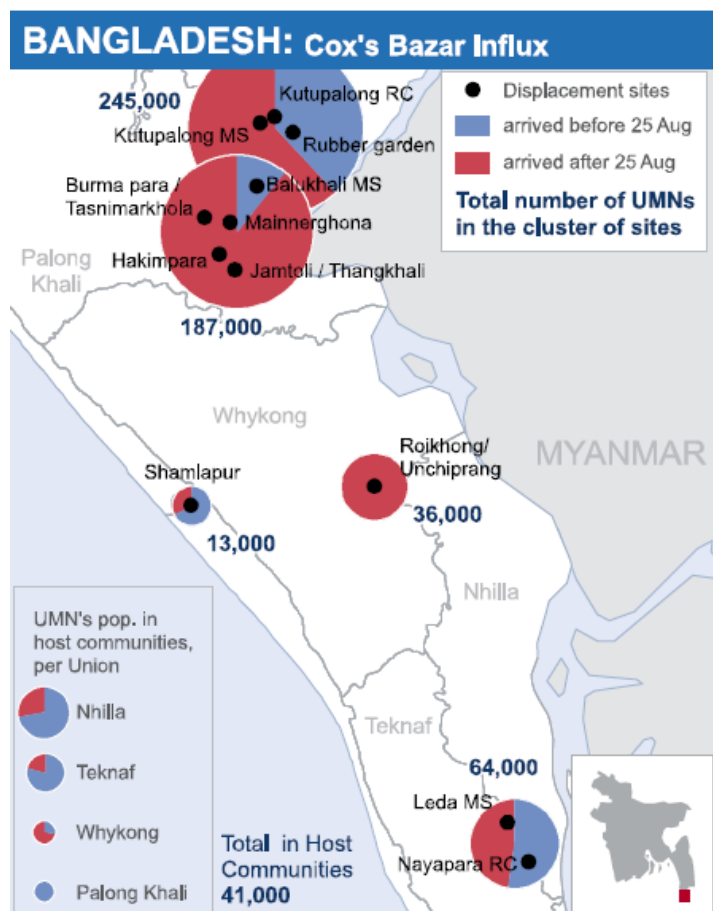 BANGLADESH: Cox's Bazar Influx
245,000
Kutupalong RC
Kutupalong MS
Rubber garden
Displacement sites
arrived before 25 Aug
arrived after 25 Aug
Total number of UMNs
in the cluster of sites
Burma para /
Tasnimarkhola
Balukhali MS
Mainnerghona
Hakimpara
Jamtoli / Thangkhali
Palong
Khali
187,000
Whykong
MYANMAR
Shamlapur
13,000
Roikhong/
Unchiprang
36,000
Nhilla
Teknaf
UMN's pop. in
host communities,
per Union
Nhilla
Teknaf
Whykong
Palong Khali
Total in Host
Communities
41,000
64,000
Leda MS
Nayapara RC